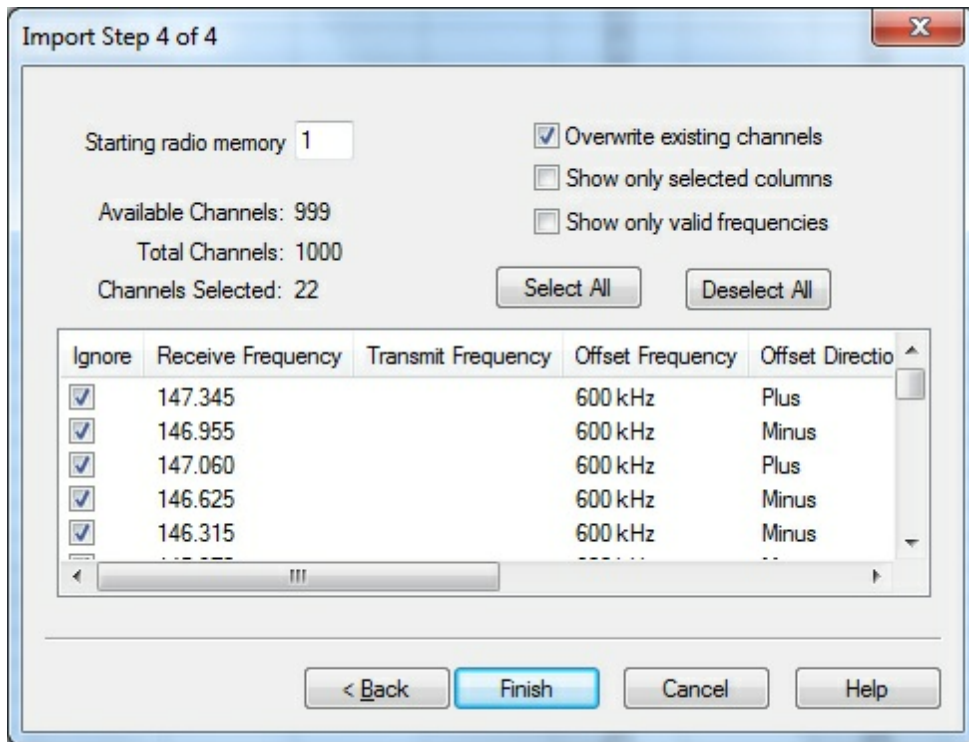 Import Step 4 of 4
Starting radio memory 1
Overwrite existing channels
Show only selected columns
Available Channels: 999
Show only valid frequencies
Total Channels: 1000
Channels Selected: 22
Select All Deselect All
Ignore Receive Frequency Transmit Frequency Offset Frequency Offset Directio
147.345 600 kHz Plus
146.955 600 kHz Minus
147.060 600 kHz Plus
146.625 600 kHz Minus
146.315 600 kHz Minus
< Back Finish Cancel Help